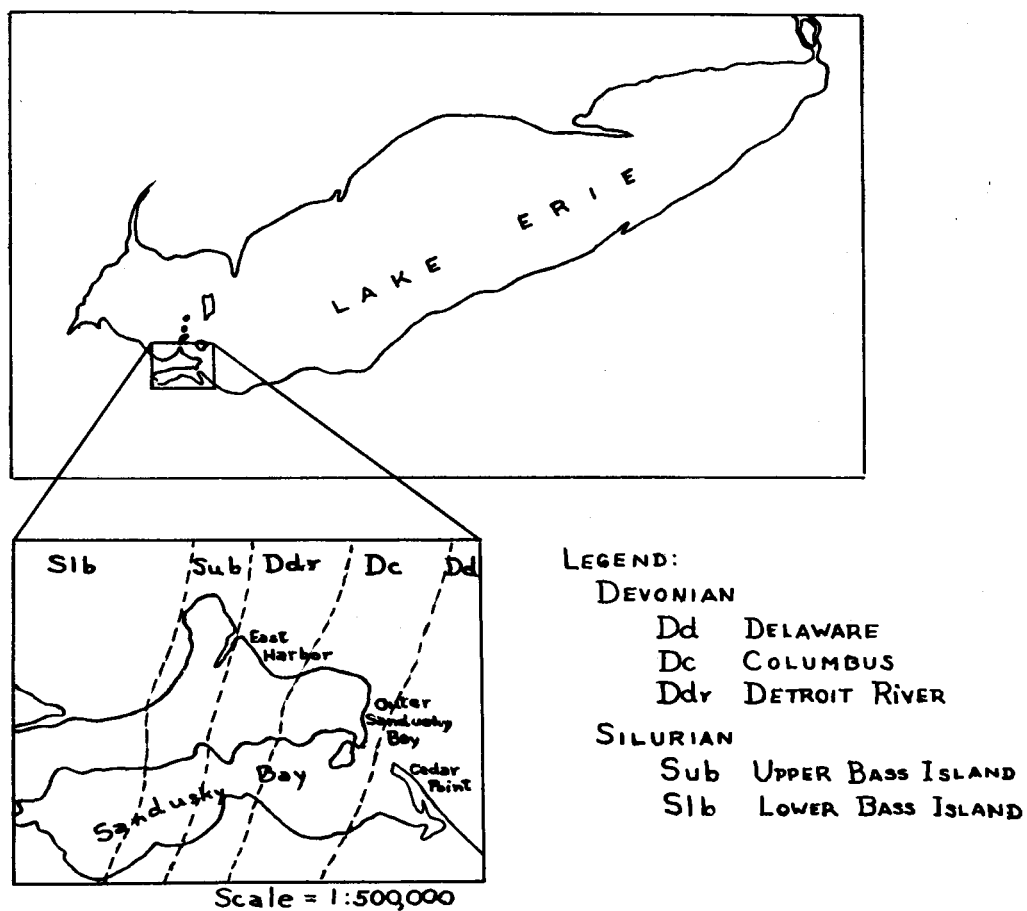 LAKE ERIE
Slb Sub Ddr Dc Dd
East
Harbor
Outer
Sandusky
Bay
Cedar
Point
Sandusky Bay
Scale = 1:500,000
LEGEND:
DEVONIAN
Dd DELAWARE
Dc COLUMBUS
Ddr DETROIT RIVER
SILURIAN
Sub UPPER BASS ISLAND
Slb LOWER BASS ISLAND